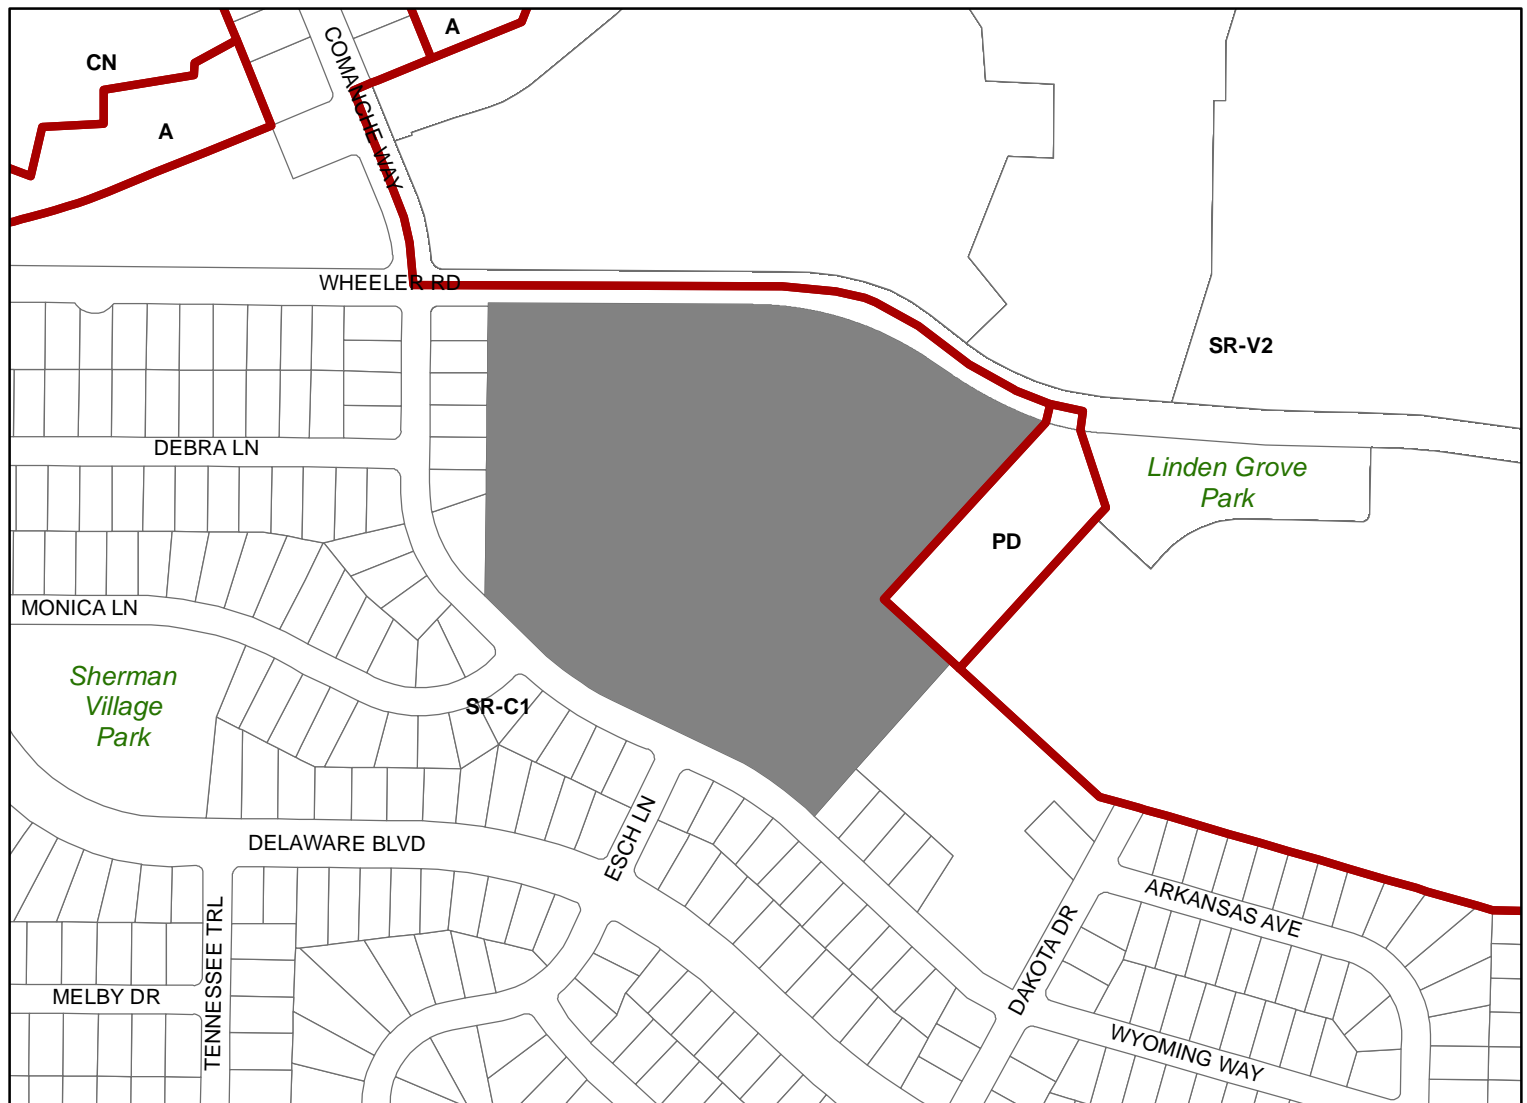 A
CN
COMANCHE WAY
A
WHEELER RD
SR-V2
DEBRA LN
Linden Grove
Park
PD
MONICA LN
Sherman
Village
Park
SR-C1
DELAWARE BLVD
ESCH LN
ARKANSAS AVE
TENNESSEE TRL
DAKOTA DR
MELBY DR
WYOMING WAY